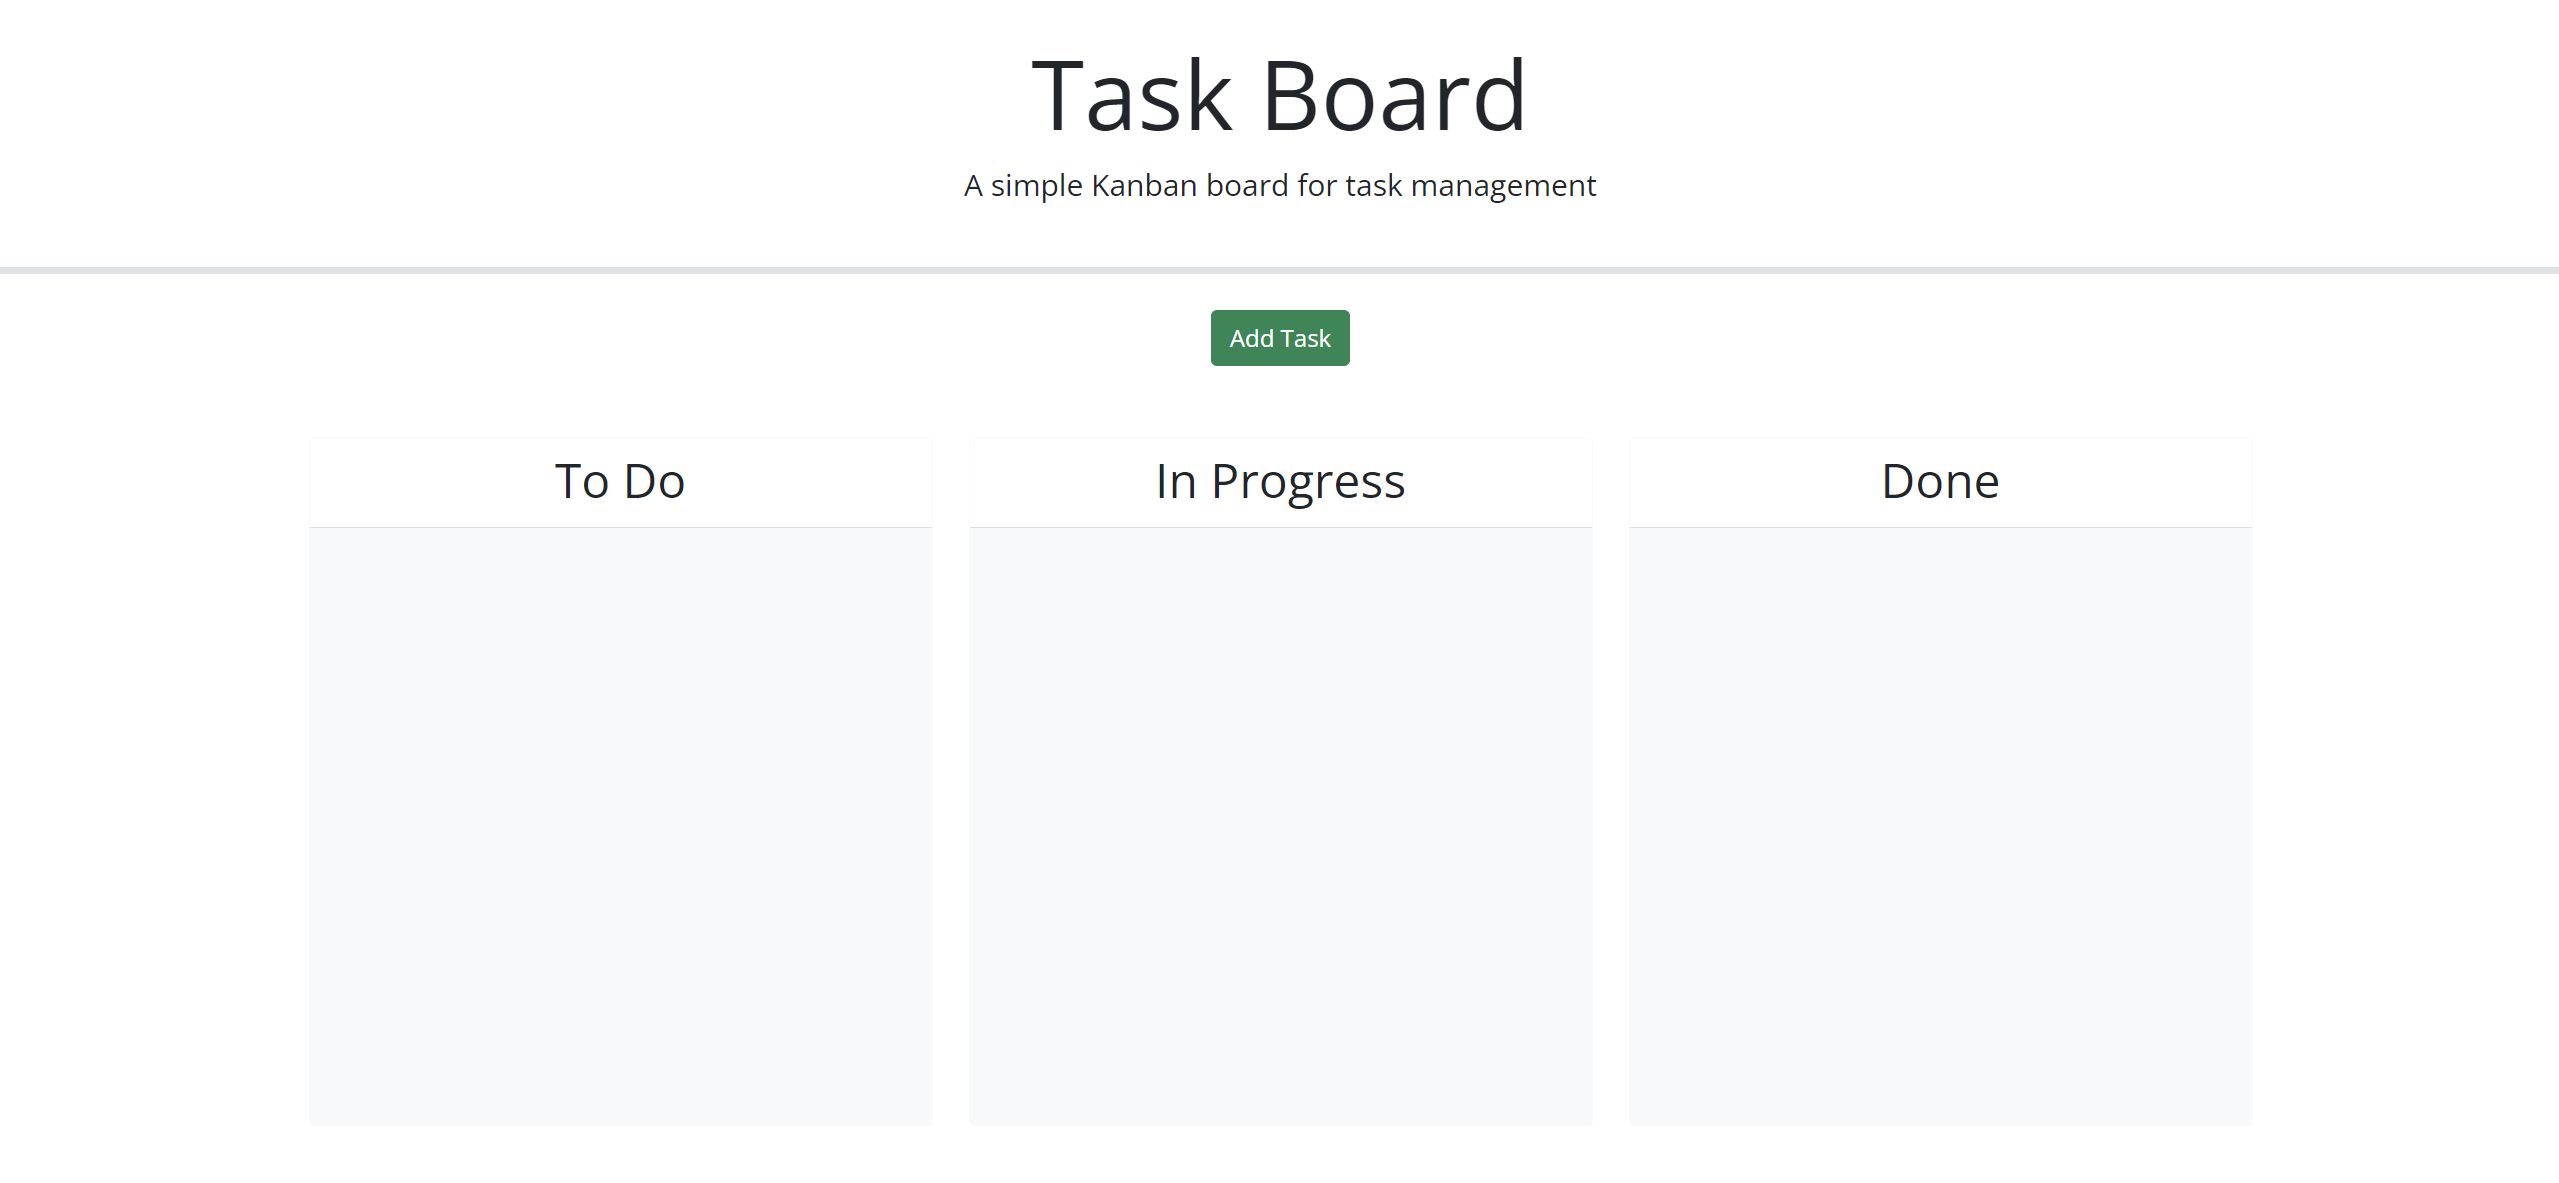 Task Board
A simple Kanban board for task management
Add Task
To Do
In Progress
Done